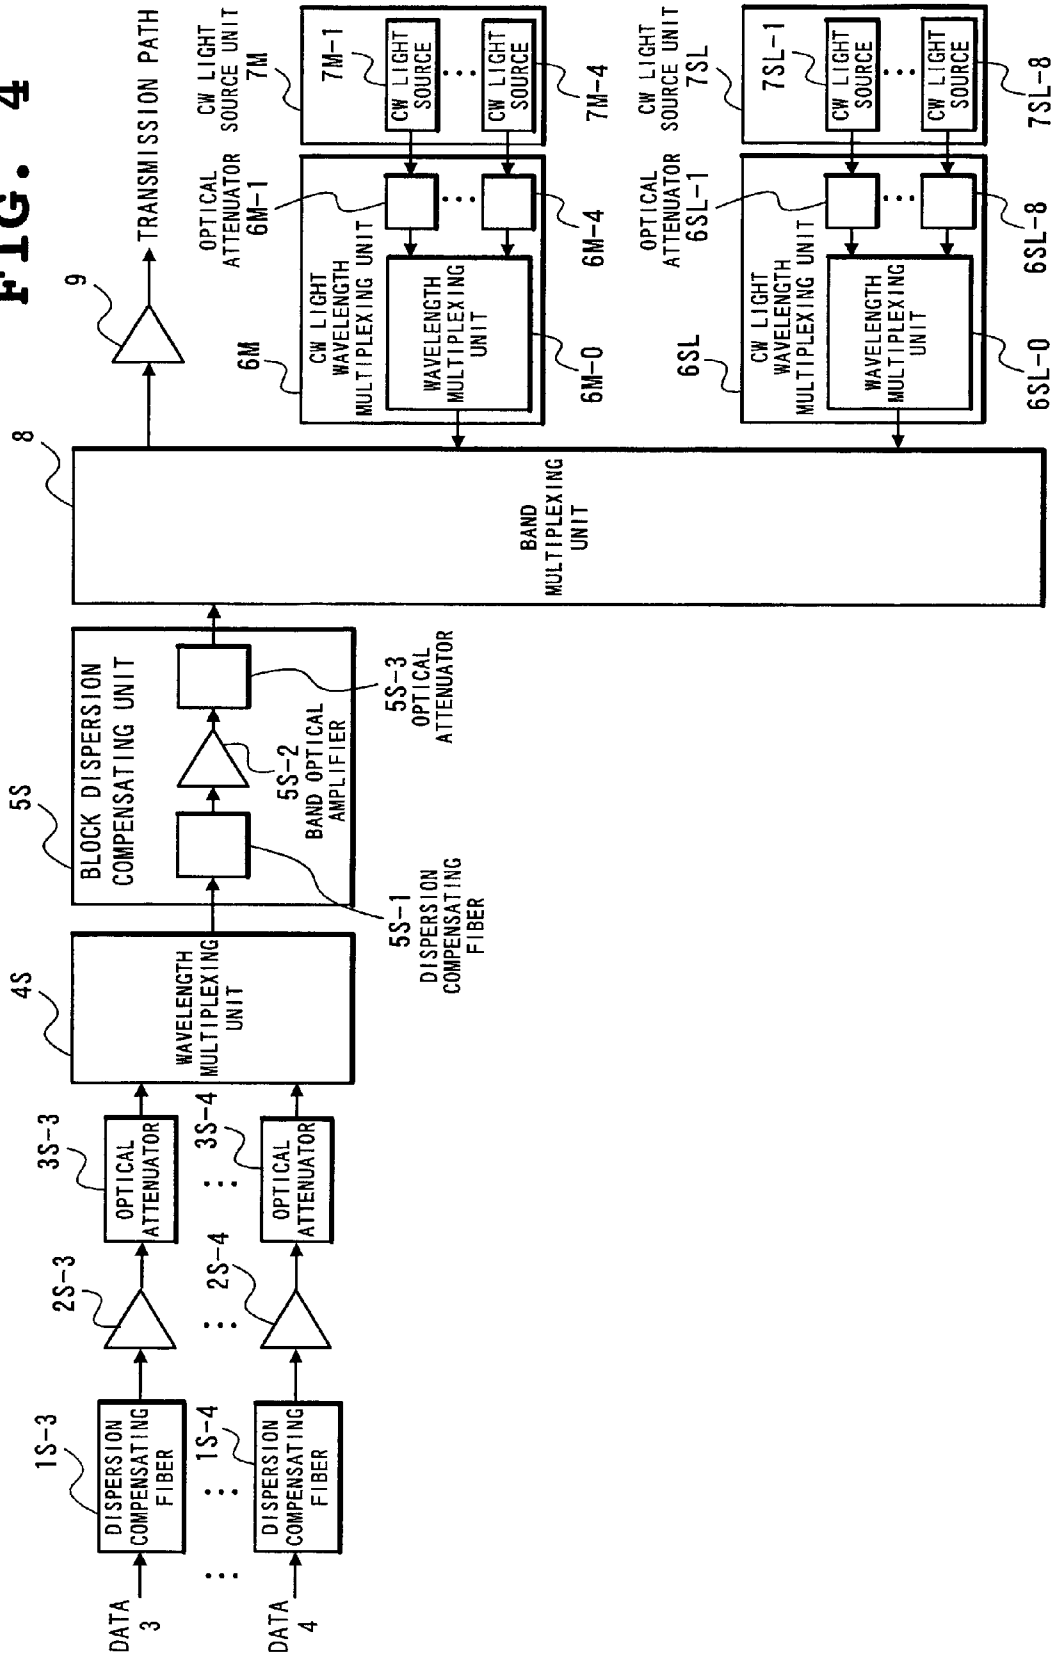 FIG. 4
DATA
3
DATA
4
1S-3
DISPERSION
COMPENSATING
FIBER
1S-4
DISPERSION
COMPENSATING
FIBER
2S-3
2S-4
3S-3
OPTICAL
ATTENUATOR
3S-4
OPTICAL
ATTENUATOR
4S
WAVELENGTH
MULTIPLEXING
UNIT
5S
BLOCK DISPERSION
COMPENSATING UNIT
5S-1
DISPERSION
COMPENSATING
FIBER
5S-2
BAND OPTICAL
AMPLIFIER
5S-3
OPTICAL
ATTENUATOR
8
BAND
MULTIPLEXING
UNIT
9
TRANSMISSION PATH
6M
CW LIGHT
WAVELENGTH
MULTIPLEXING UNIT
WAVELENGTH
MULTIPLEXING
UNIT
6M-0
OPTICAL
ATTENUATOR
6M-1
6M-4
CW LIGHT
SOURCE UNIT
7M
7M-1
CW LIGHT
SOURCE
CW LIGHT
SOURCE
7M-4
6SL
CW LIGHT
WAVELENGTH
MULTIPLEXING UNIT
WAVELENGTH
MULTIPLEXING
UNIT
6SL-0
OPTICAL
ATTENUATOR
6SL-1
6SL-8
CW LIGHT
SOURCE UNIT
7SL
7SL-1
CW LIGHT
SOURCE
CW LIGHT
SOURCE
7SL-8